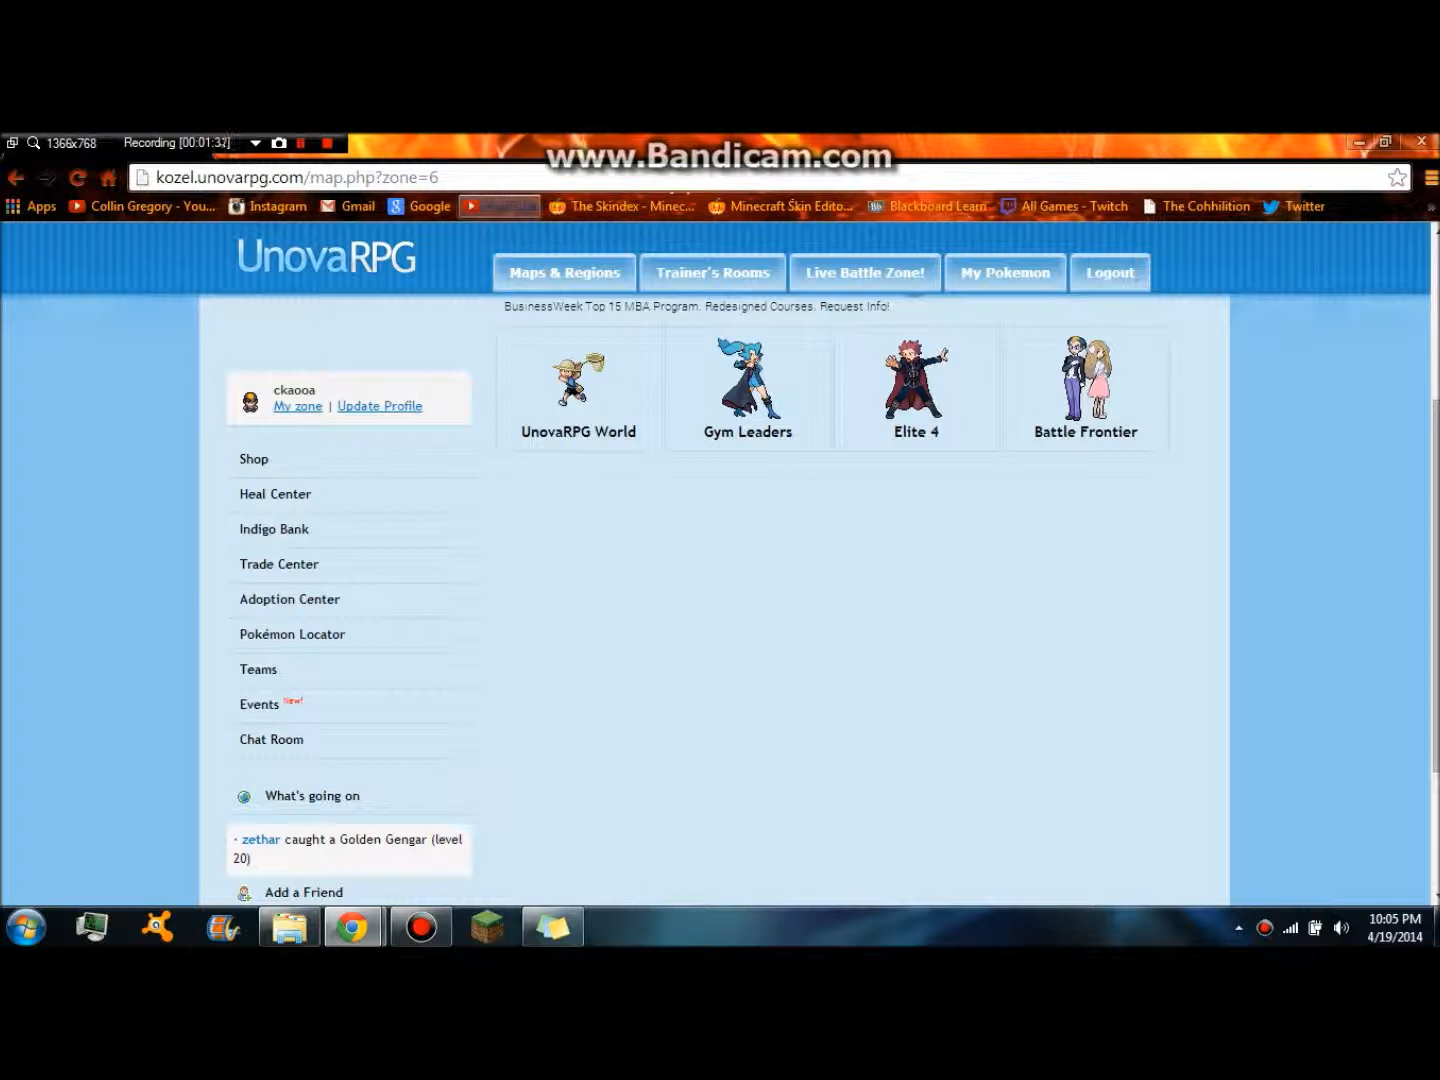 1366x768
Recording [00:01:37]
www.Bandicam.com
kozel.unovarpg.com/map.php?zone=6
Apps
Collin Gregory - You...
Instagram
Gmail
Google
The Skindex - Minec...
Minecraft Skin Edito...
Bb
Blackboard Learn
All Games - Twitch
The Cohhilition
Twitter
»
UnovaRPG
Maps & Regions
Trainer's Rooms
Live Battle Zone!
My Pokemon
Logout
BusinessWeek Top 15 MBA Program. Redesigned Courses. Request Info!
ckaooa
My zone | Update Profile
UnovaRPG World
Gym Leaders
Elite 4
Battle Frontier
Shop
Heal Center
Indigo Bank
Trade Center
Adoption Center
Pokémon Locator
Teams
Events New!
Chat Room
What's going on
· zethar caught a Golden Gengar (level
20)
Add a Friend
10:05 PM
4/19/2014